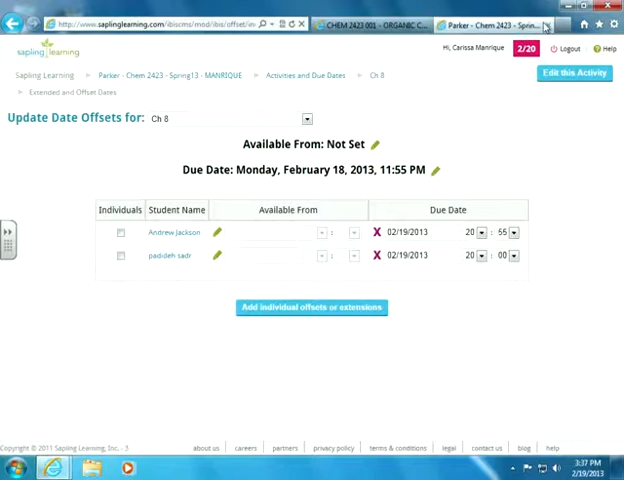 http://www.saplinglearning.com/ibiscms/mod/ibis/offset/in
CHEM 2423 001 - ORGANIC C...
Parker - Chem 2423 - Sprin...
sapling learning
Hi, Carissa Manrique
2/20
Logout
Help
Sapling Learning
Parker - Chem 2423 - Spring13 - MANRIQUE
Activities and Due Dates
Ch 8
Edit this Activity
Extended and Offset Dates
Update Date Offsets for: Ch 8
Available From: Not Set
Due Date: Monday, February 18, 2013, 11:55 PM
Individuals Student Name Available From Due Date
Andrew Jackson : X 02/19/2013 20 : 55
padideh sadr : X 02/19/2013 20 : 00
Add individual offsets or extensions
Copyright © 2011 Sapling Learning, Inc. - 3
about us careers partners privacy policy terms & conditions legal contact us blog help
3:37 PM
2/19/2013